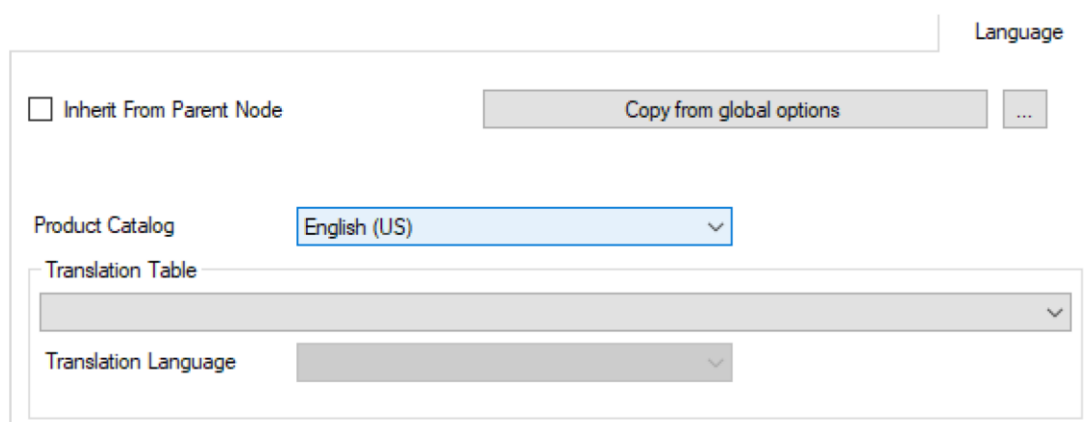 Language
Inherit From Parent Node
Copy from global options
...
Product Catalog
English (US)
Translation Table
Translation Language